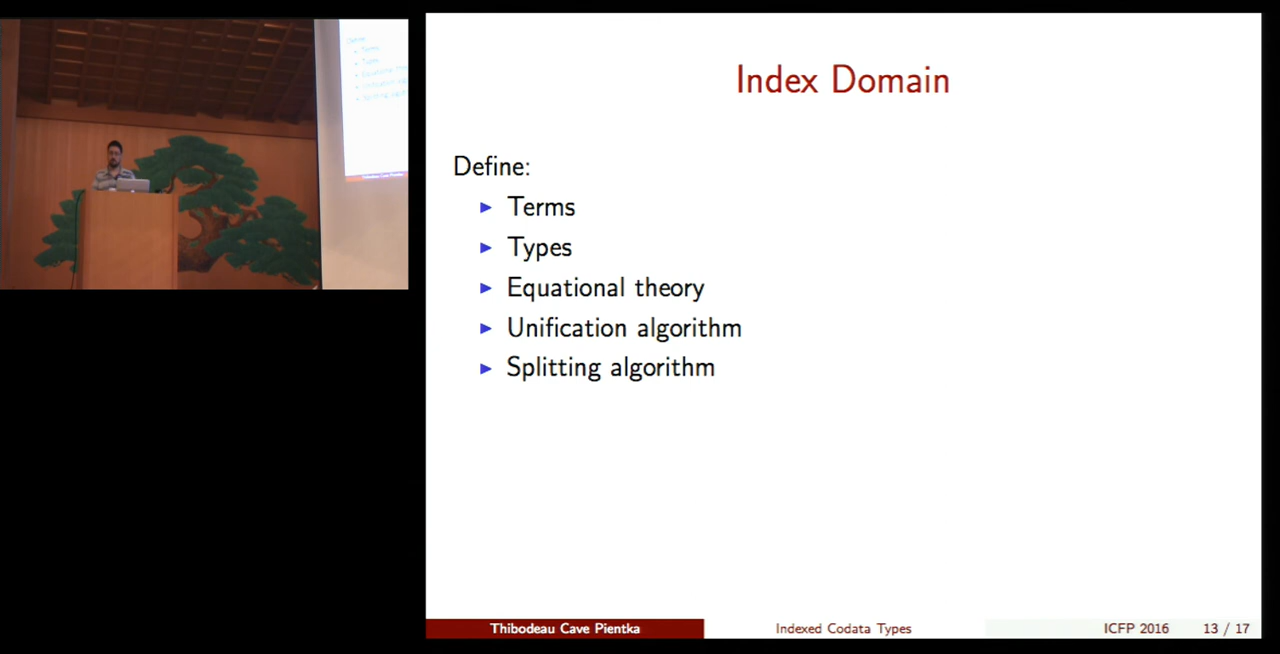 Index Domain
Define:
Terms
Types
Equational theory
Unification algorithm
Splitting algorithm
Thibodeau Cave Pientka
Indexed Codata Types
ICFP 2016
13 / 17